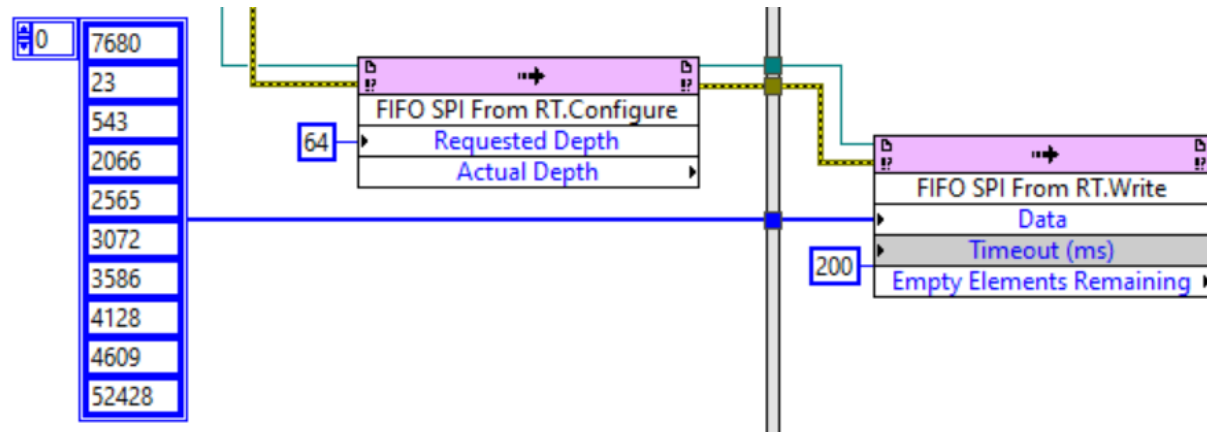 0
7680
23
543
2066
2565
3072
3586
4128
4609
52428
FIFO SPI From RT.Configure
64
Requested Depth
Actual Depth
FIFO SPI From RT.Write
Data
200
Timeout (ms)
Empty Elements Remaining